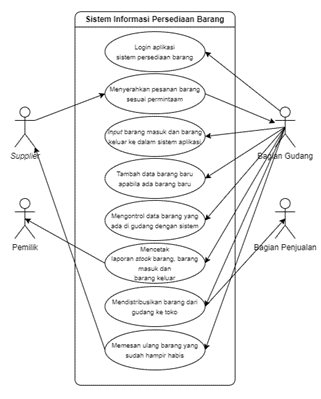 Sistem Informasi Persediaan Barang
Login aplikasi
sistem persediaan barang
Menyerahkan pesanan barang
sesuai permintaam
Input barang masuk dan barang
keluar ke dalam sistem aplikasi
Supplier
Bagian Gudang
Tambah data barang baru
apabila ada barang baru
Mengontrol data barang yang
ada di gudang dengan sistem
Pemilik
Bagian Penjualan
Mencetak
laporan stock barang, barang
masuk dan
barang keluar
Mendistribusikan barang dari
gudang ke toko
Memesan ulang barang yang
sudah hampir habis